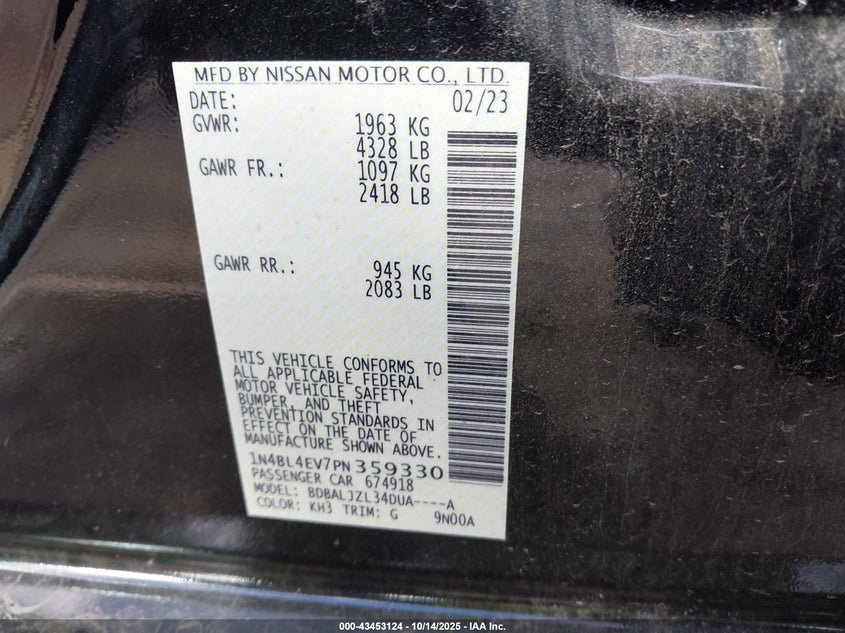 MFD BY NISSAN MOTOR CO., LTD.
DATE: 02/23
GVWR: 1963 KG
4328 LB
GAWR FR.: 1097 KG
2418 LB
GAWR RR.: 945 KG
2083 LB
THIS VEHICLE CONFORMS TO
ALL APPLICABLE FEDERAL
MOTOR VEHICLE SAFETY,
BUMPER, AND THEFT
PREVENTION STANDARDS IN
EFFECT ON THE DATE OF
MANUFACTURE SHOWN ABOVE.
1N4BL4EV7PN359330
PASSENGER CAR 674918
MODEL: BDBALJZL34DUA----A
COLOR: KH3 TRIM: G 9N00A
000-43453124 - 10/14/2025 - IAA Inc.